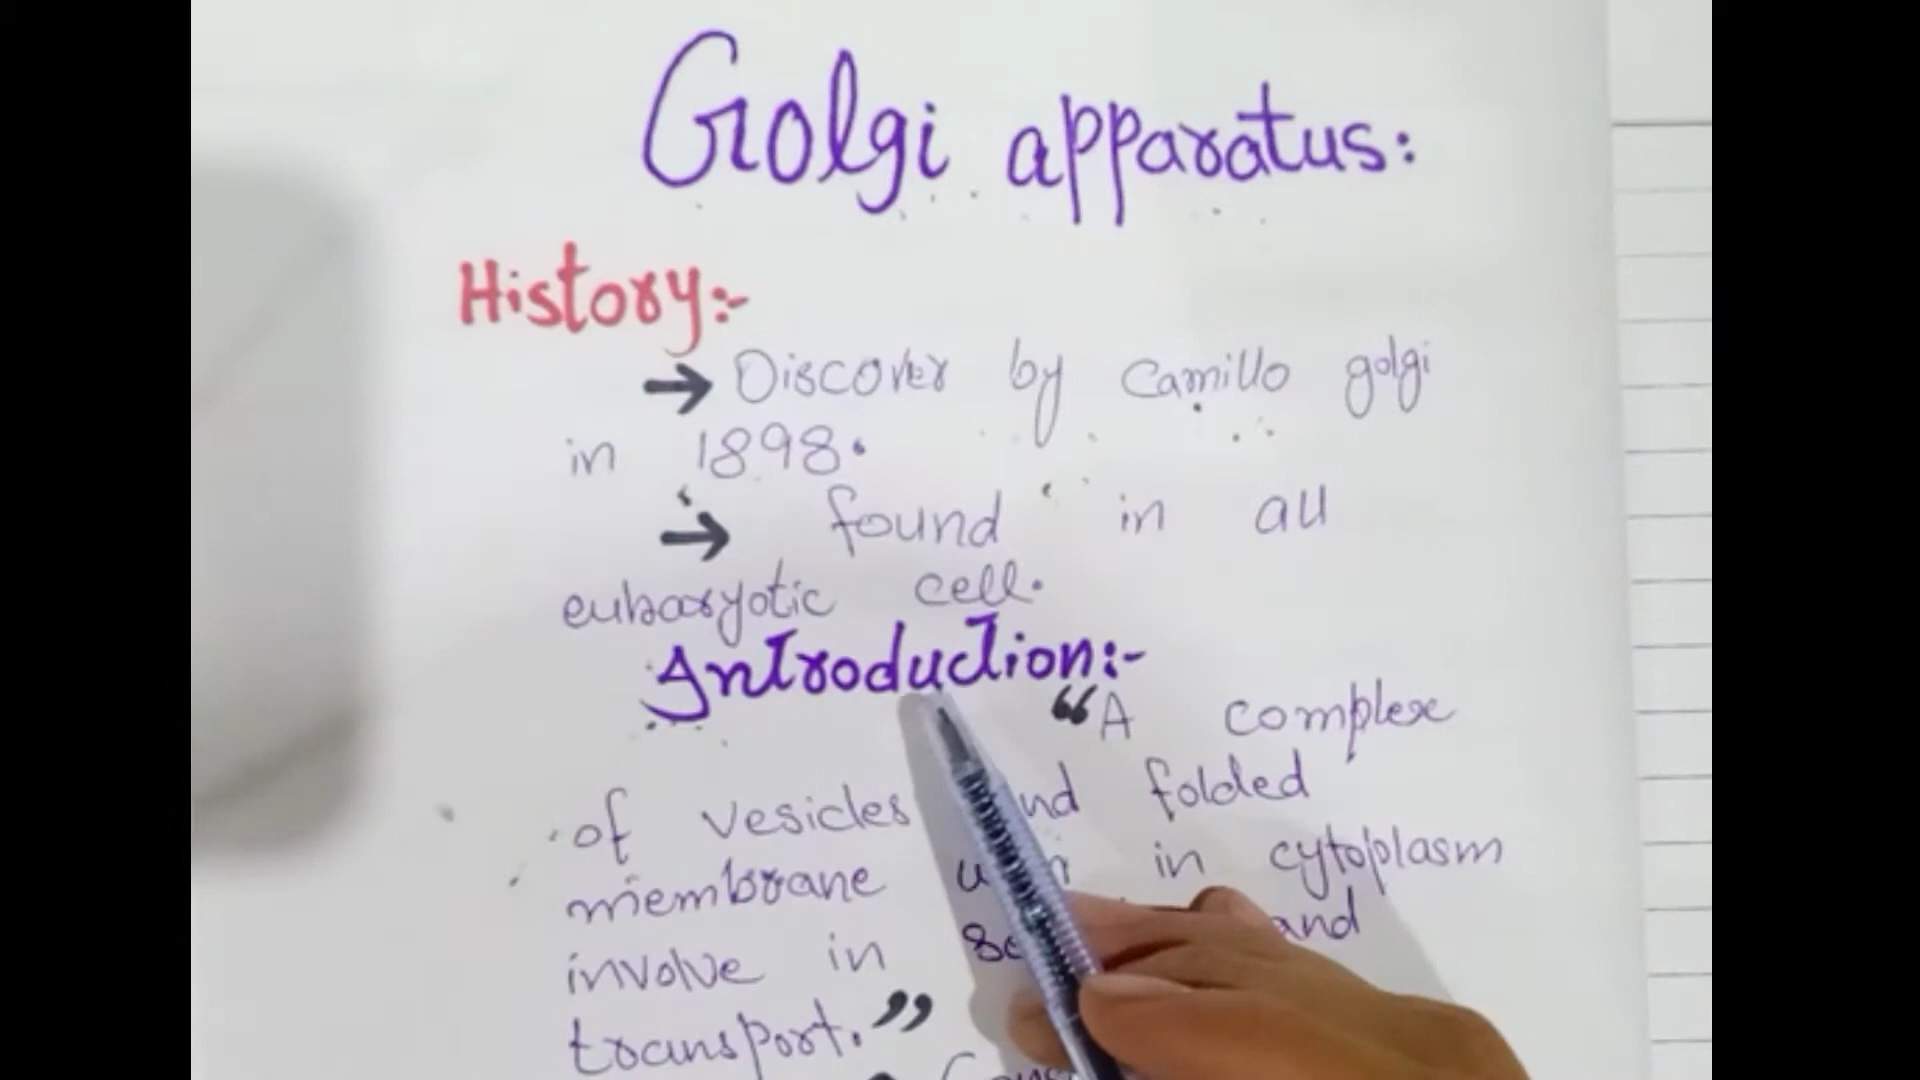 Golgi apparatus:
History:-
→ Discover by Camillo golgi
in 1898.
→ found in all
eukaryotic cell.
Introduction:-
“A complex
of vesicles nd folded
membrane in cytoplasm
involve in and
transport.”